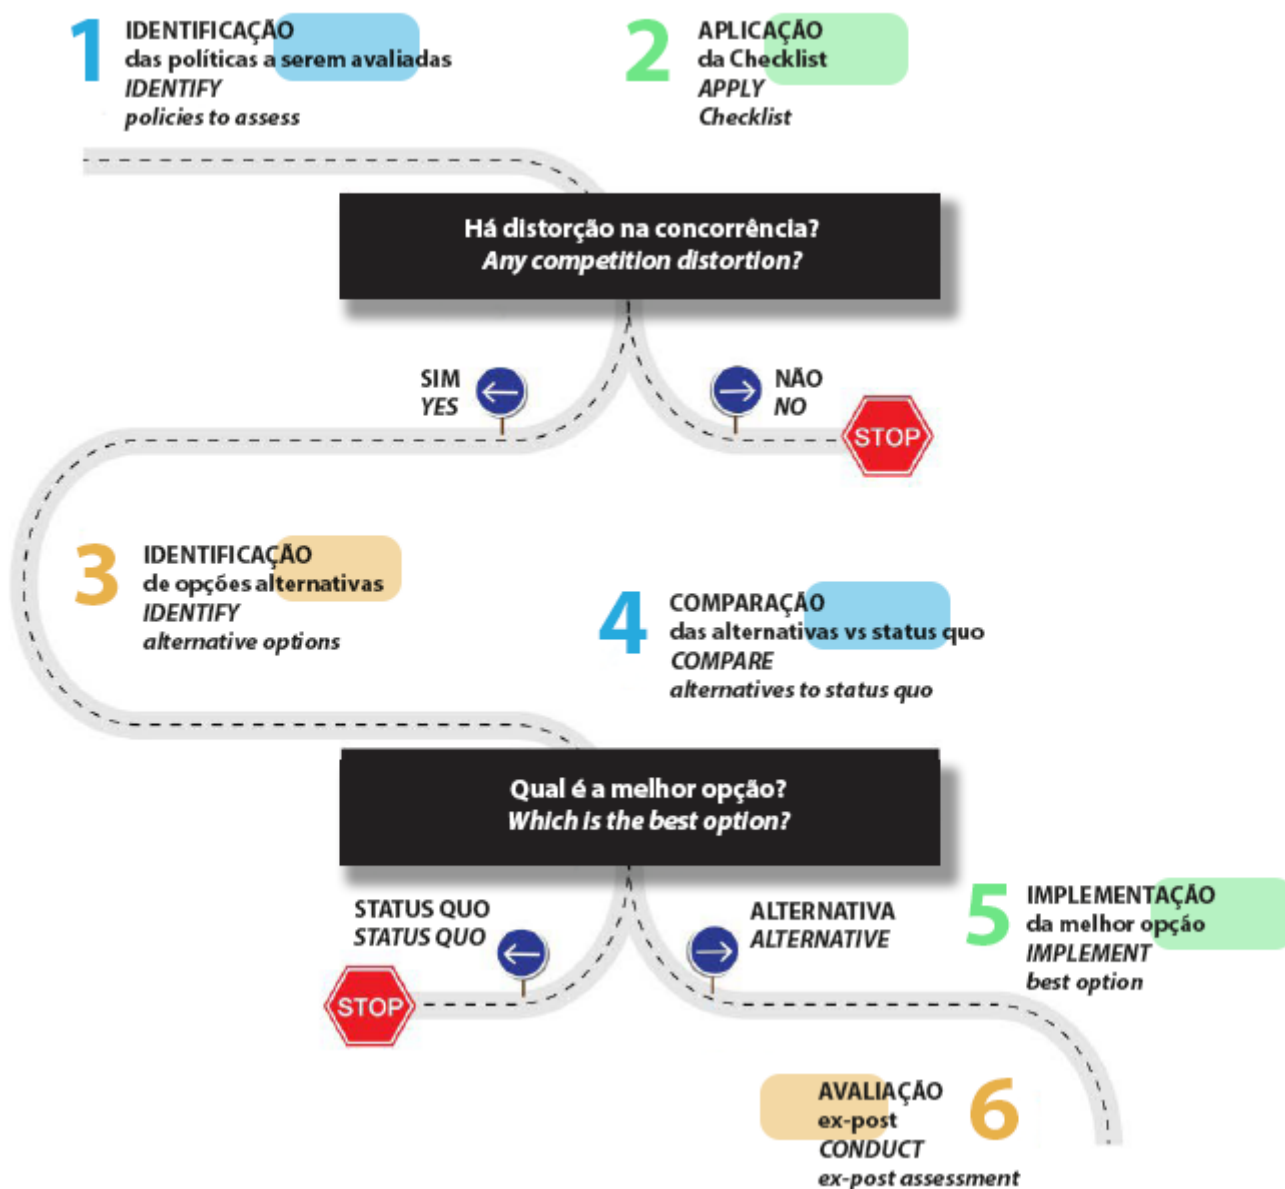 1
IDENTIFICAÇÃO
das políticas a serem avaliadas
IDENTIFY
policies to assess
2
APLICAÇÃO
da Checklist
APPLY
Checklist
Há distorção na concorrência?
Any competition distortion?
SIM
YES
NÃO
NO
STOP
3
IDENTIFICAÇÃO
de opções alternativas
IDENTIFY
alternative options
4
COMPARAÇÃO
das alternativas vs status quo
COMPARE
alternatives to status quo
Qual é a melhor opção?
Which is the best option?
STATUS QUO
STATUS QUO
STOP
ALTERNATIVA
ALTERNATIVE
5
IMPLEMENTAÇÃO
da melhor opção
IMPLEMENT
best option
AVALIAÇÃO
ex-post
CONDUCT
ex-post assessment
6